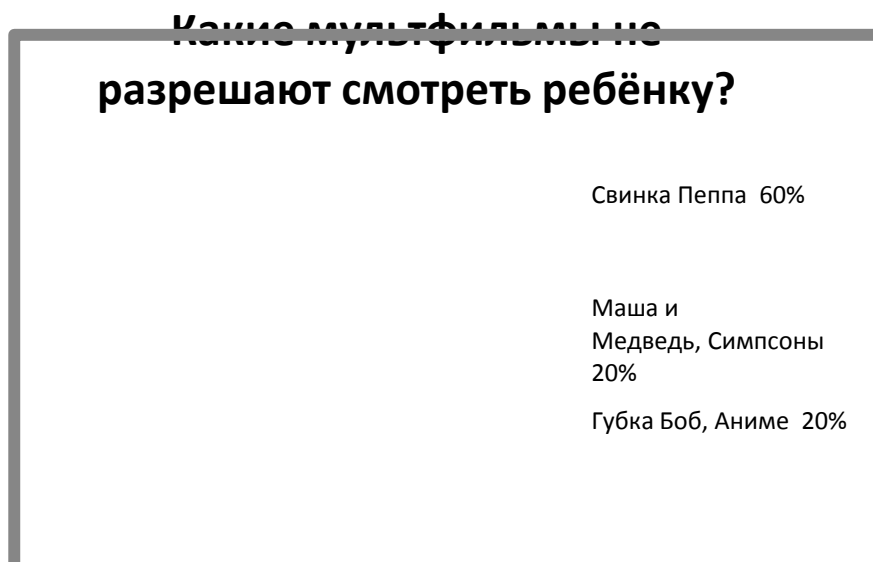 Какие мультфильмы не
разрешают смотреть ребёнку?
Свинка Пеппа 60%
Маша и
Медведь, Симпсоны
20%
Губка Боб, Аниме 20%